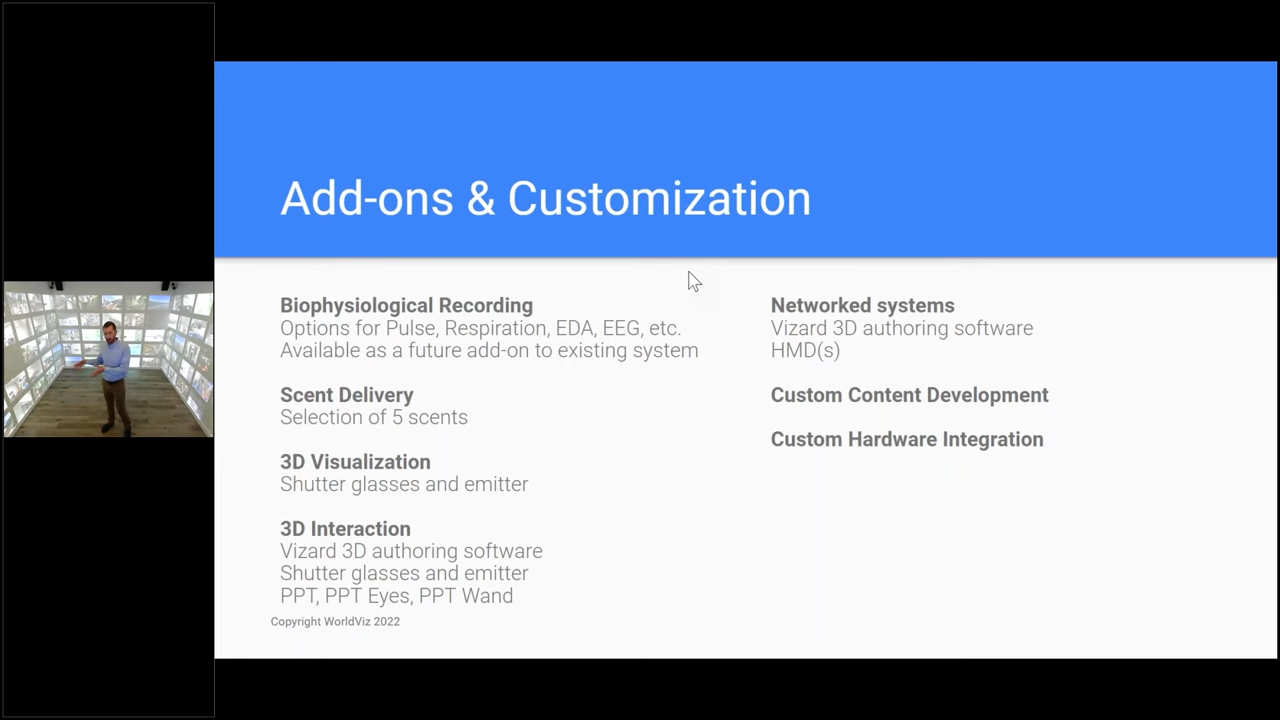 Add-ons & Customization
Biophysiological Recording
Options for Pulse, Respiration, EDA, EEG, etc.
Available as a future add-on to existing system
Scent Delivery
Selection of 5 scents
3D Visualization
Shutter glasses and emitter
3D Interaction
Vizard 3D authoring software
Shutter glasses and emitter
PPT, PPT Eyes, PPT Wand
Networked systems
Vizard 3D authoring software
HMD(s)
Custom Content Development
Custom Hardware Integration
Copyright WorldViz 2022